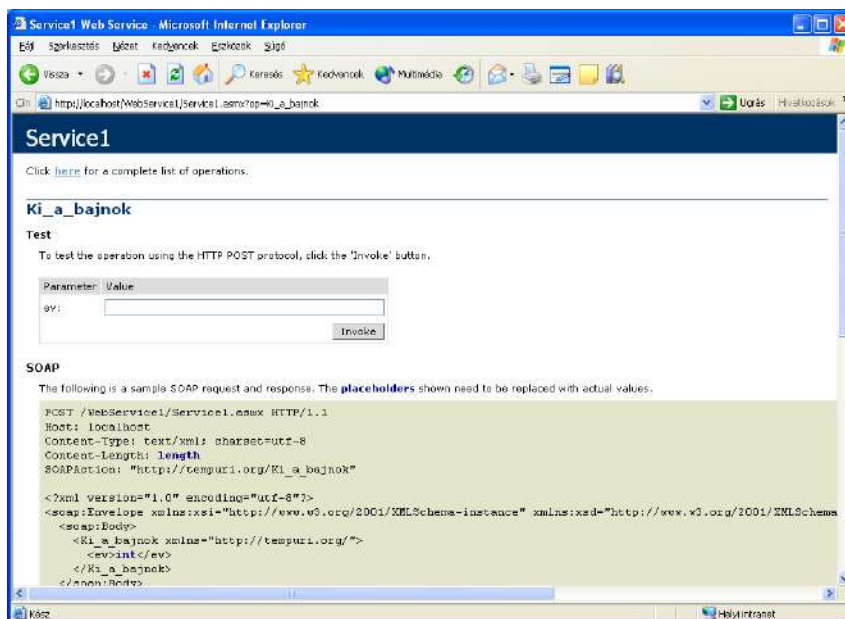 Service1 Web Service - Microsoft Internet Explorer
Fájl Szerkesztés Nézet Kedvencek Eszközök Súgó
Vissza Keresés Kedvencek Multimédia
Cím http://localhost/WebService1/Service1.asmx?op=Ki_a_bajnok Ugrás Hivatkozások
Service1
Click here for a complete list of operations.
Ki_a_bajnok
Test
To test the operation using the HTTP POST protocol, click the 'Invoke' button.
Parameter Value
ev:
Invoke
SOAP
The following is a sample SOAP request and response. The placeholders shown need to be replaced with actual values.
POST /WebService1/Service1.asmx HTTP/1.1
Host: localhost
Content-Type: text/xml; charset=utf-8
Content-Length: length
SOAPAction: "http://tempuri.org/Ki_a_bajnok"
<?xml version="1.0" encoding="utf-8"?>
<soap:Envelope xmlns:xsi="http://www.w3.org/2001/XMLSchema-instance" xmlns:xsd="http://www.w3.org/2001/XMLSchema
<soap:Body>
<Ki_a_bajnok xmlns="http://tempuri.org/">
<ev>int</ev>
</Ki_a_bajnok>
</soap:Body>
Kész Helyi intranet